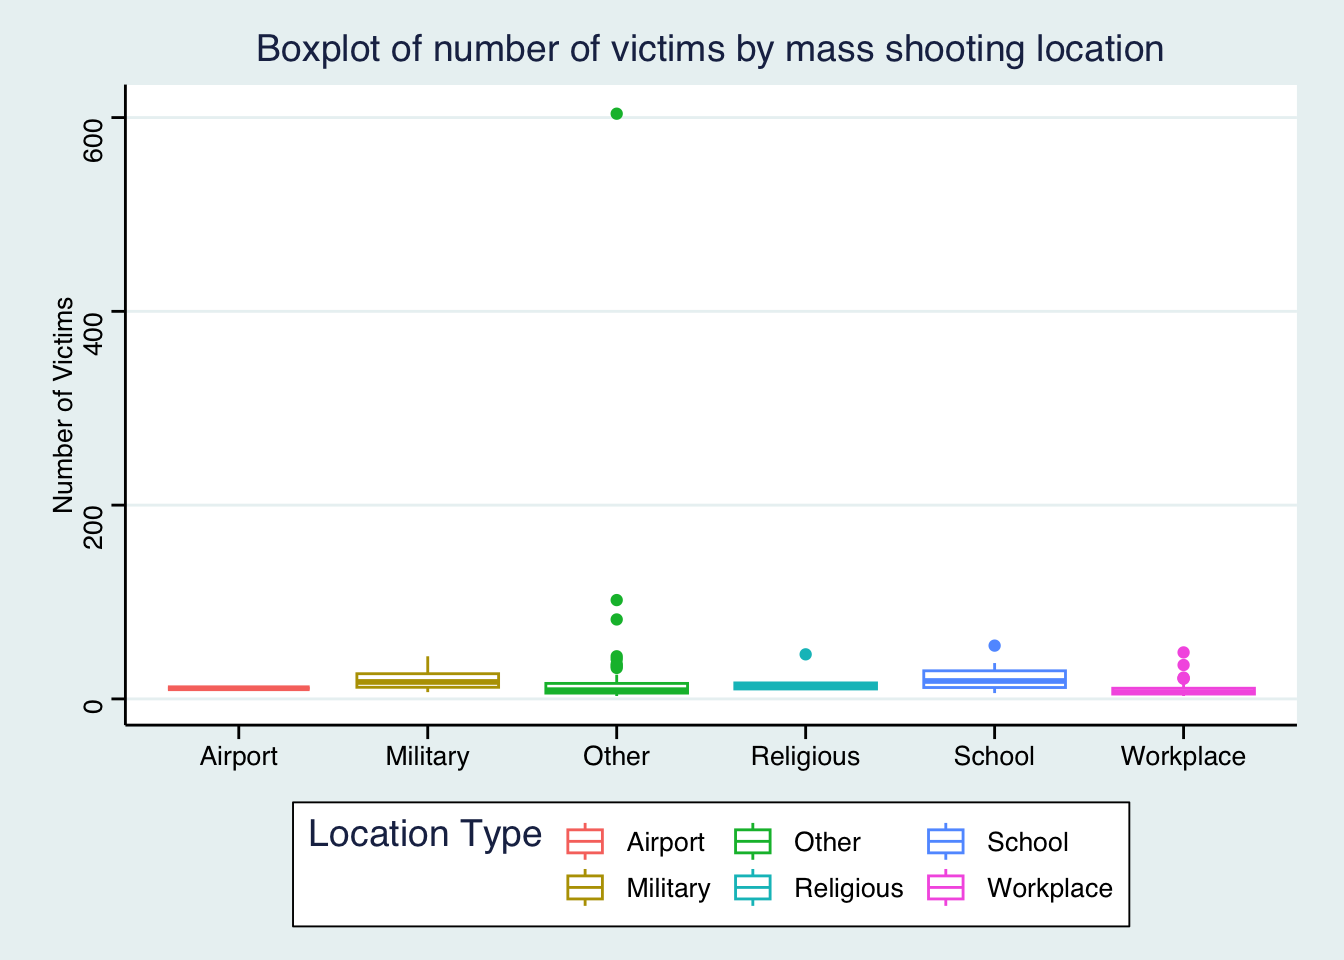 Boxplot of number of victims by mass shooting location
Number of Victims
600
400
200
0
Airport Military Other Religious School Workplace
Location Type
Airport Other School
Military Religious Workplace